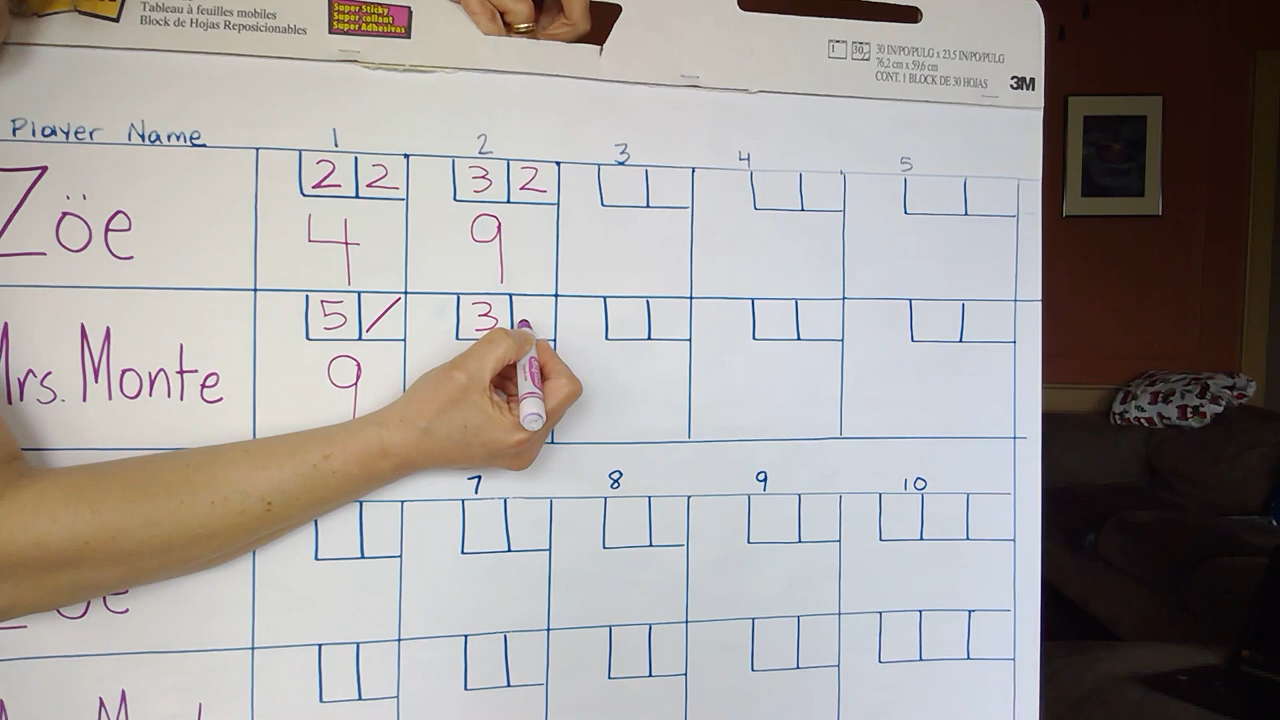 Tableau à feuilles mobiles
Block de Hojas Reposicionables
Super Sticky
Super collant
Super Adhesivas
1 30
30 IN/PO/PULG x 23.5 IN/PO/PULG
76,2 cm x 59,6 cm
CONT. 1 BLOCK DE 30 HOJAS
3M
Player Name 1 2 3 4 5
2 2 3 2
Zöe 4 9
5 / 3
Mrs. Monte 9
7 8 9 10